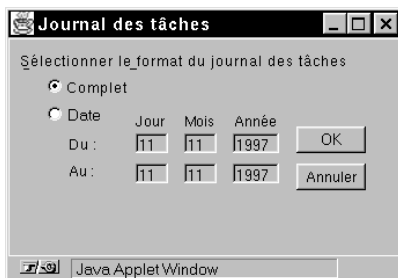 Journal des tâches
Sélectionner le format du journal des tâches
Complet
Date
Jour Mois Année
Du : 11 11 1997 OK
Au : 11 11 1997 Annuler
Java Applet Window